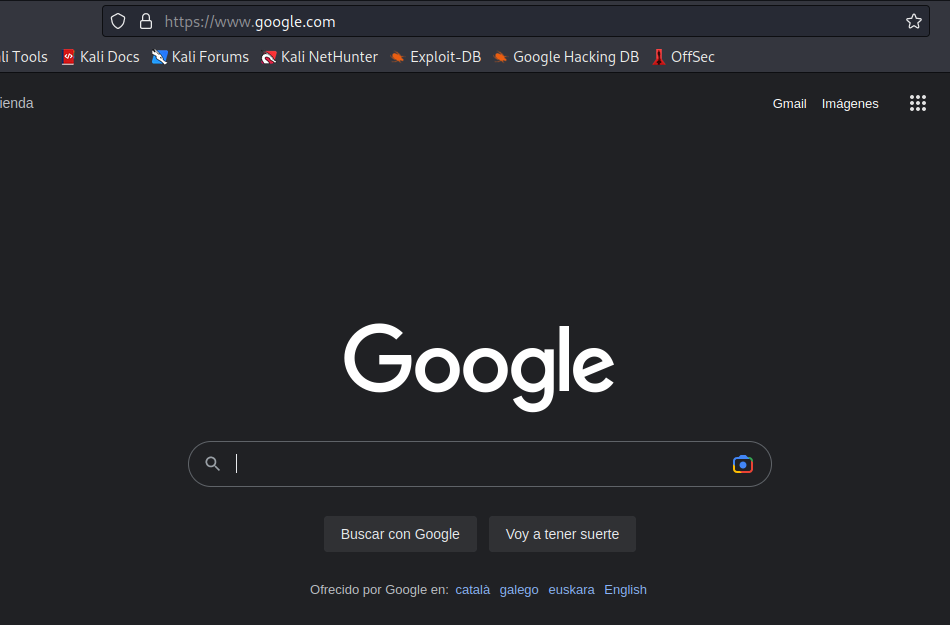 https://www.google.com
li Tools Kali Docs Kali Forums Kali NetHunter Exploit-DB Google Hacking DB OffSec
ienda Gmail Imágenes
Google
Buscar con Google Voy a tener suerte
Ofrecido por Google en: català galego euskara English